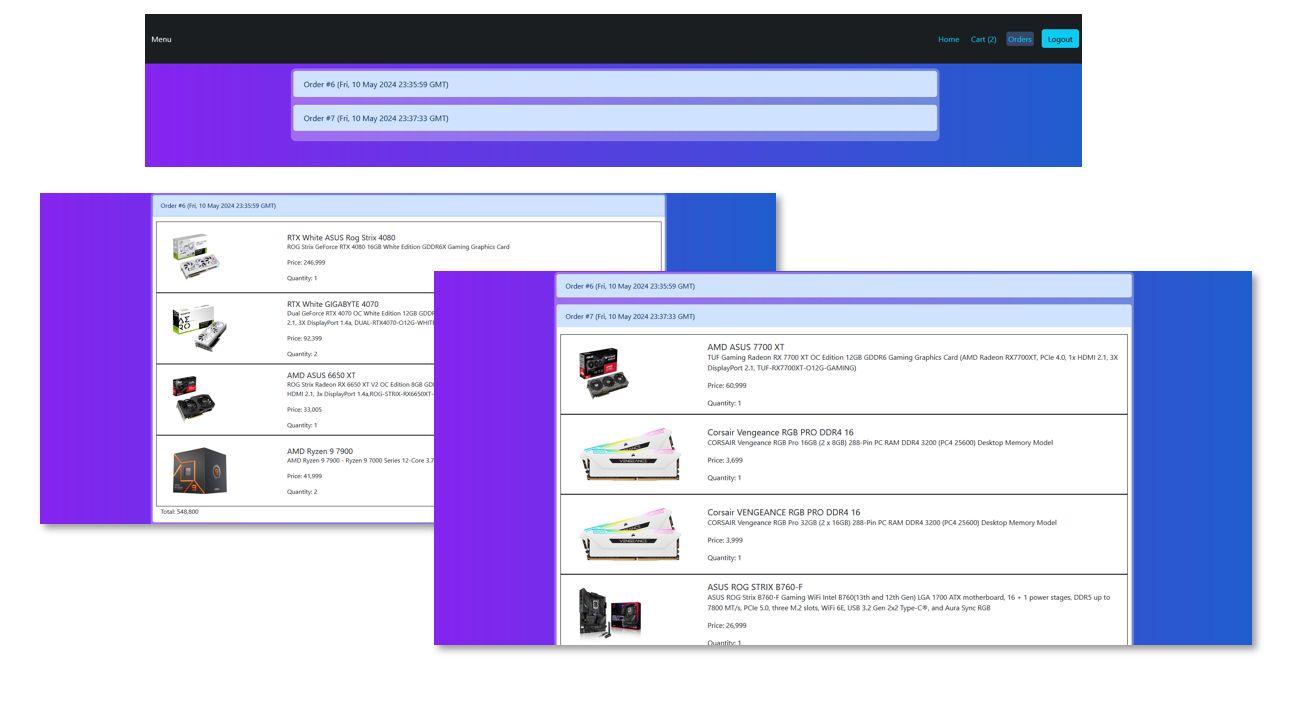 Menu
Home Cart (2) Orders Logout
Order #6 (Fri, 10 May 2024 23:35:59 GMT)
Order #7 (Fri, 10 May 2024 23:37:33 GMT)
Order #6 (Fri, 10 May 2024 23:35:59 GMT)
RTX White ASUS Rog Strix 4080
ROG Strix GeForce RTX 4080 16GB White Edition GDDR6X Gaming Graphics Card
Price: 246,999
Quantity: 1
RTX White GIGABYTE 4070
Dual GeForce RTX 4070 OC White Edition 12GB GDDR
2.1, 3X DisplayPort 1.4a, DUAL-RTX4070-O12G-WHITE
Price: 92,399
Quantity: 2
AMD ASUS 6650 XT
ROG Strix Radeon RX 6650 XT V2 OC Edition 8GB GD
HDMI 2.1, 3x DisplayPort 1.4a,ROG-STRIX-RX6650XT-
Price: 33,005
Quantity: 1
AMD Ryzen 9 7900
AMD Ryzen 9 7900 - Ryzen 9 7000 Series 12-Core 3.7
Price: 41,999
Quantity: 2
Total: 548,800
Order #6 (Fri, 10 May 2024 23:35:59 GMT)
Order #7 (Fri, 10 May 2024 23:37:33 GMT)
AMD ASUS 7700 XT
TUF Gaming Radeon RX 7700 XT OC Edition 12GB GDDR6 Gaming Graphics Card (AMD Radeon RX7700XT, PCIe 4.0, 1x HDMI 2.1, 3X
DisplayPort 2.1, TUF-RX7700XT-O12G-GAMING)
Price: 60,999
Quantity: 1
Corsair Vengeance RGB PRO DDR4 16
CORSAIR Vengeance RGB Pro 16GB (2 x 8GB) 288-Pin PC RAM DDR4 3200 (PC4 25600) Desktop Memory Model
Price: 3,699
Quantity: 1
VENGEANCE
Corsair VENGEANCE RGB PRO DDR4 16
CORSAIR Vengeance RGB Pro 32GB (2 x 16GB) 288-Pin PC RAM DDR4 3200 (PC4 25600) Desktop Memory Model
Price: 3,999
Quantity: 1
VENGEANCE
ASUS ROG STRIX B760-F
ASUS ROG Strix B760-F Gaming WiFi Intel B760(13th and 12th Gen) LGA 1700 ATX motherboard, 16 + 1 power stages, DDR5 up to
7800 MT/s, PCIe 5.0, three M.2 slots, WiFi 6E, USB 3.2 Gen 2x2 Type-C®, and Aura Sync RGB
Price: 26,999
Quantity: 1